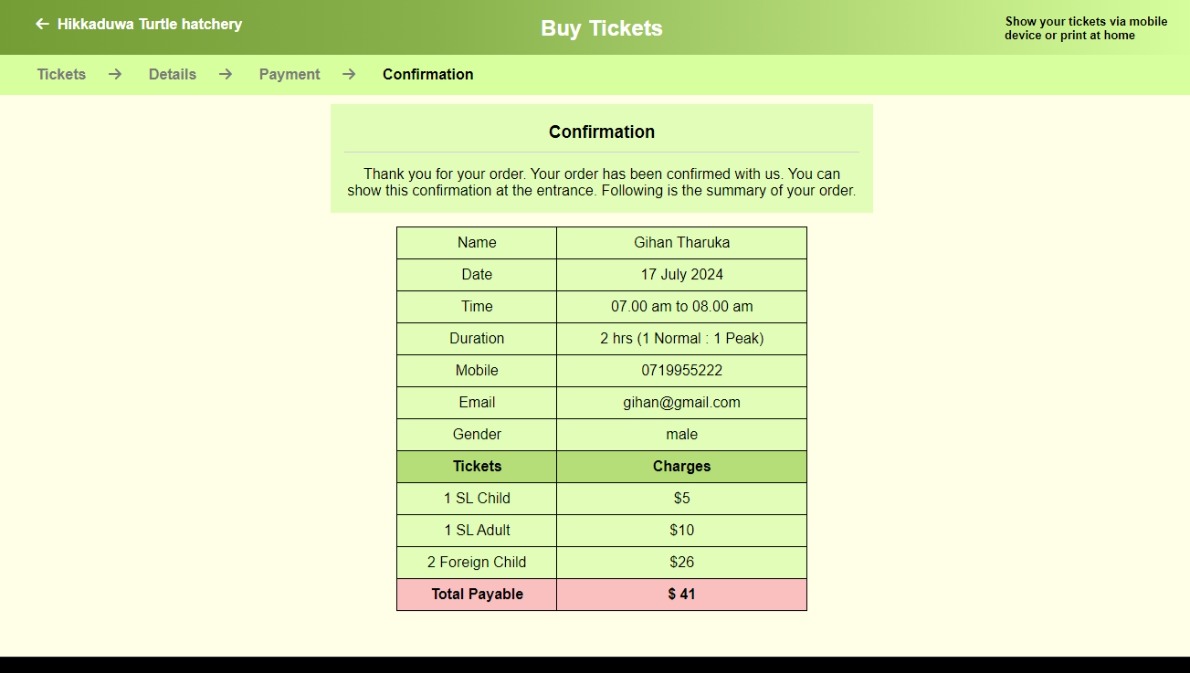 ← Hikkaduwa Turtle hatchery
Buy Tickets
Show your tickets via mobile
device or print at home
Tickets → Details → Payment → Confirmation
Confirmation
Thank you for your order. Your order has been confirmed with us. You can
show this confirmation at the entrance. Following is the summary of your order.
Name Gihan Tharuka
Date 17 July 2024
Time 07.00 am to 08.00 am
Duration 2 hrs (1 Normal : 1 Peak)
Mobile 0719955222
Email gihan@gmail.com
Gender male
Tickets Charges
1 SL Child $5
1 SL Adult $10
2 Foreign Child $26
Total Payable $ 41